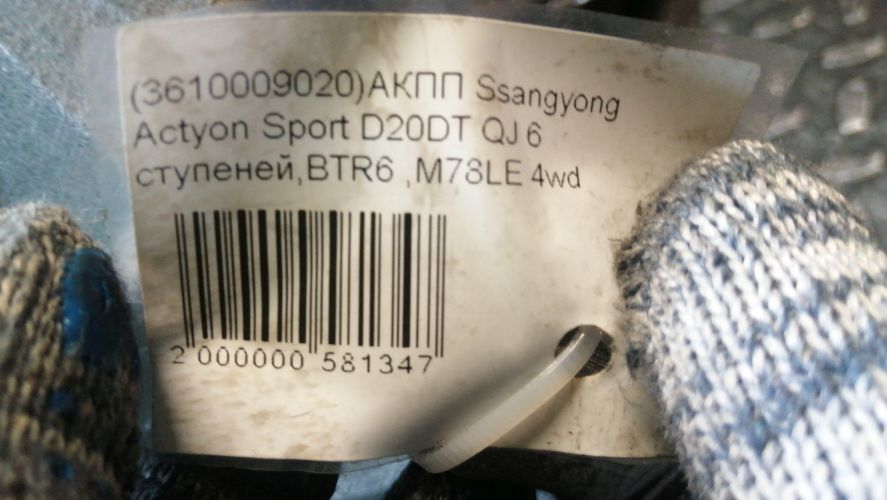 (3610009020)АКПП Ssangyong
Actyon Sport D20DT QJ 6
ступеней,BTR6 ,M78LE 4wd
2 000000 581347